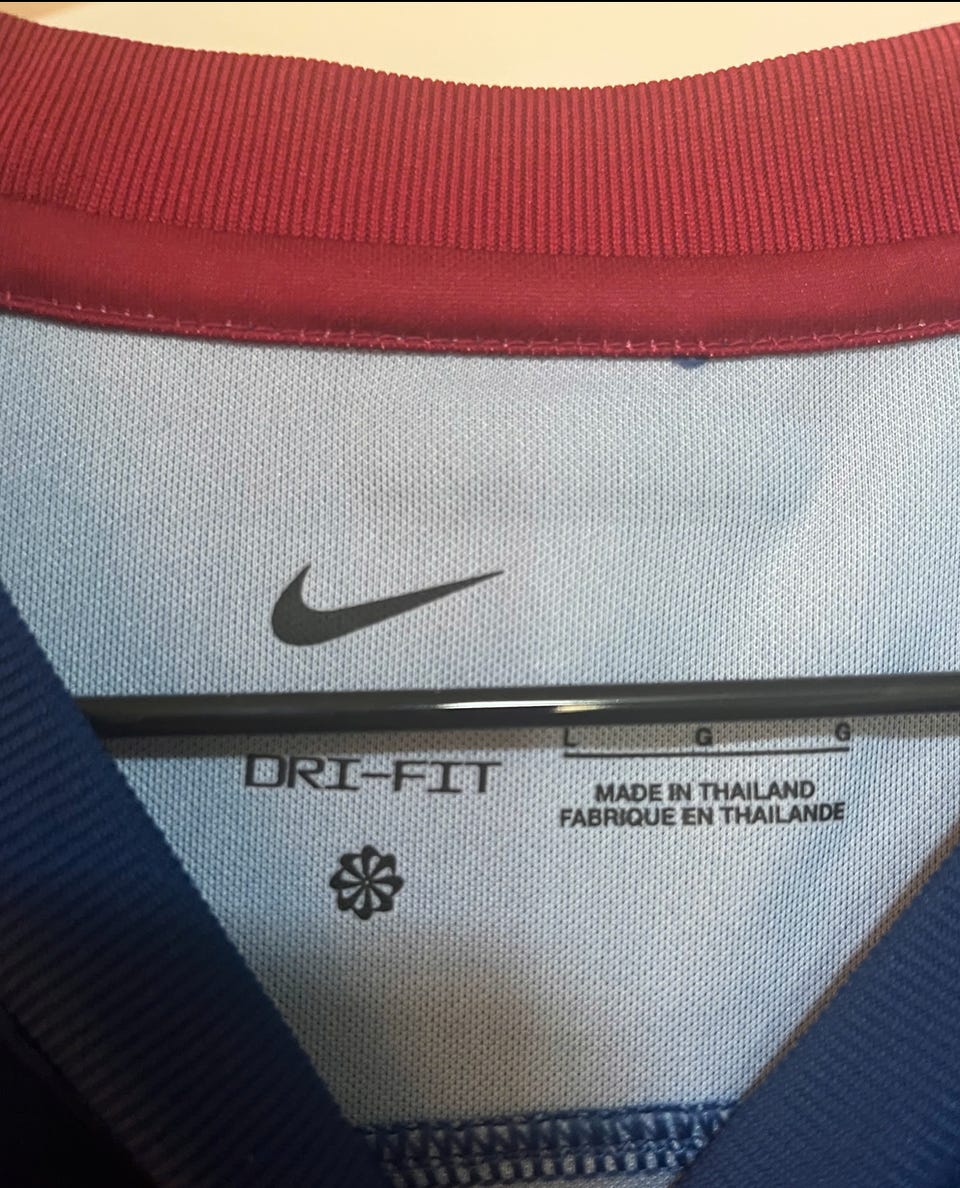 DRI-FIT
L G G
MADE IN THAILAND
FABRIQUE EN THAILANDE